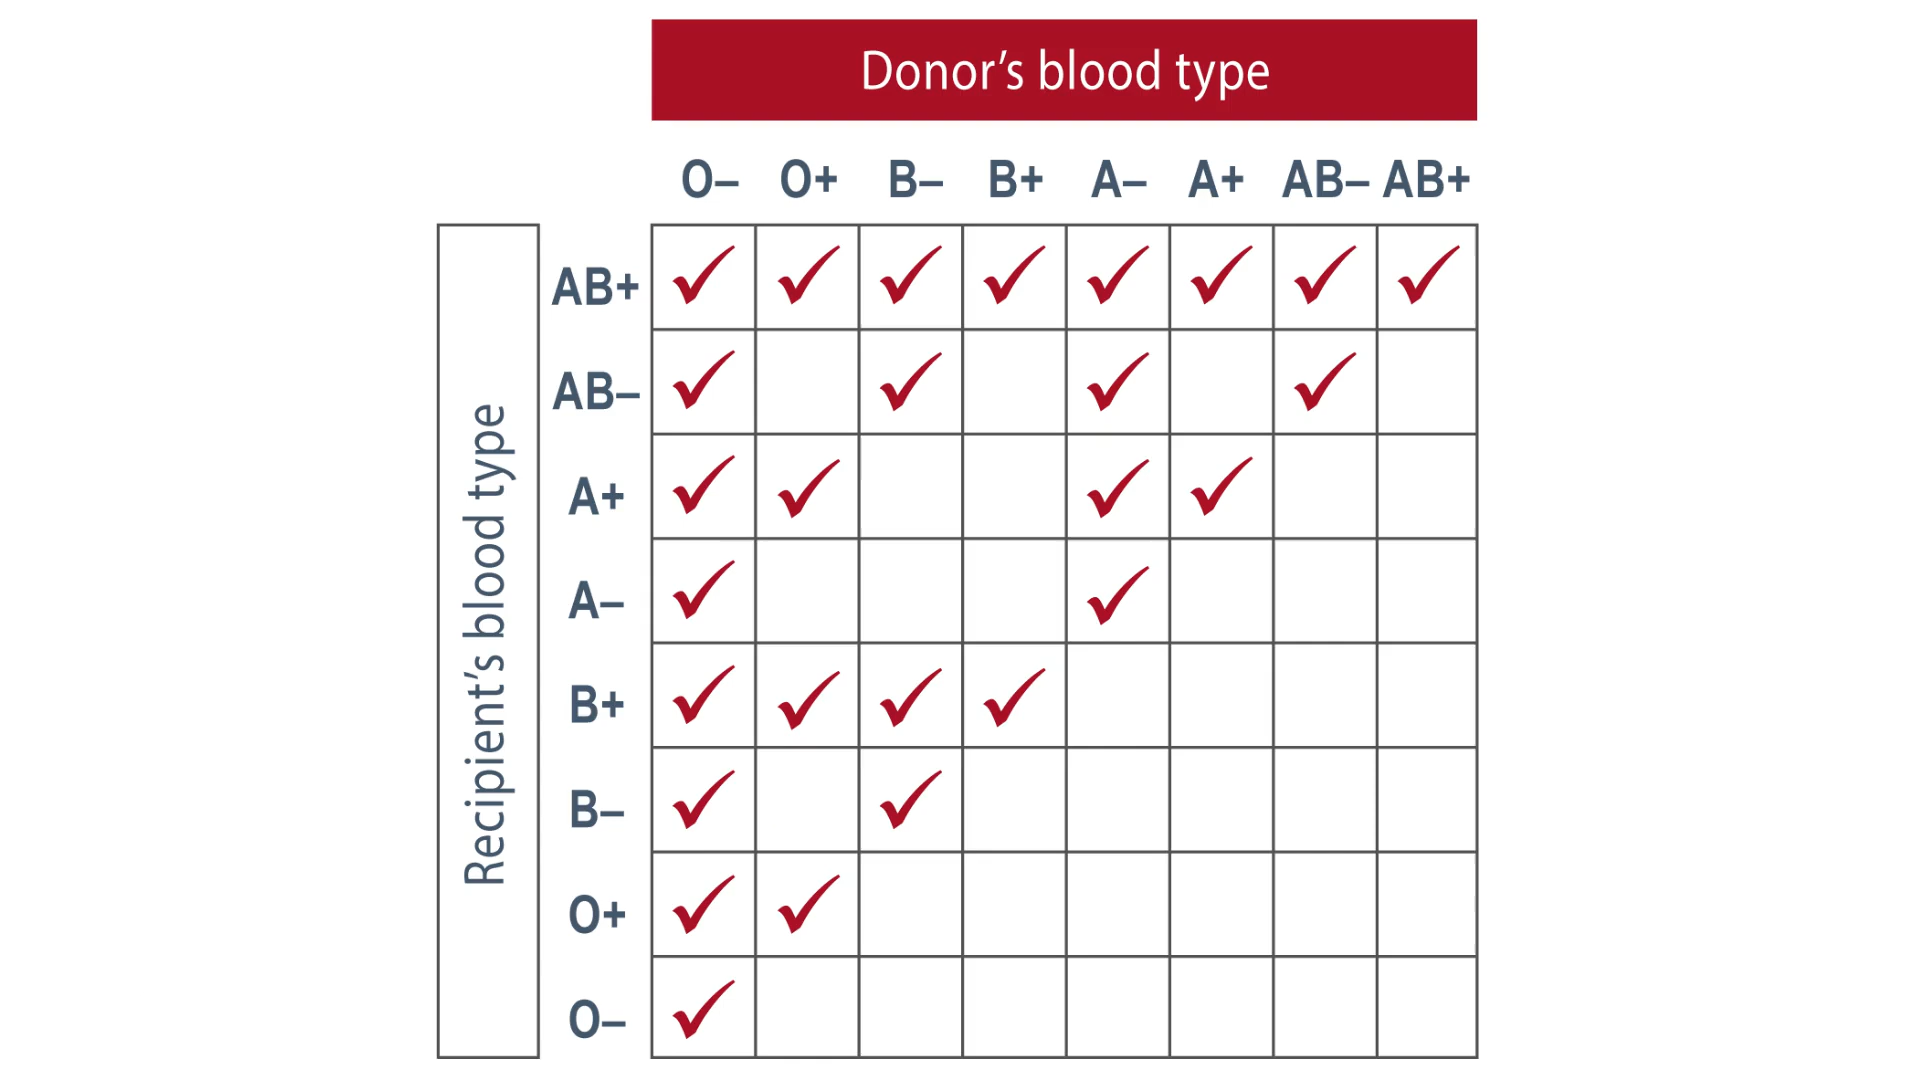 Donor’s blood type
O– O+ B– B+ A– A+ AB– AB+
Recipient’s blood type
AB+
AB–
A+
A–
B+
B–
O+
O–